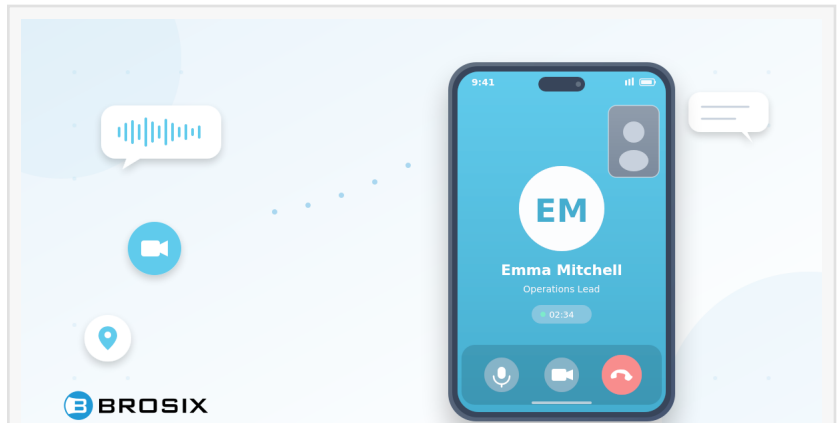 9:41
EM
Emma Mitchell
Operations Lead
02:34
BROSIX